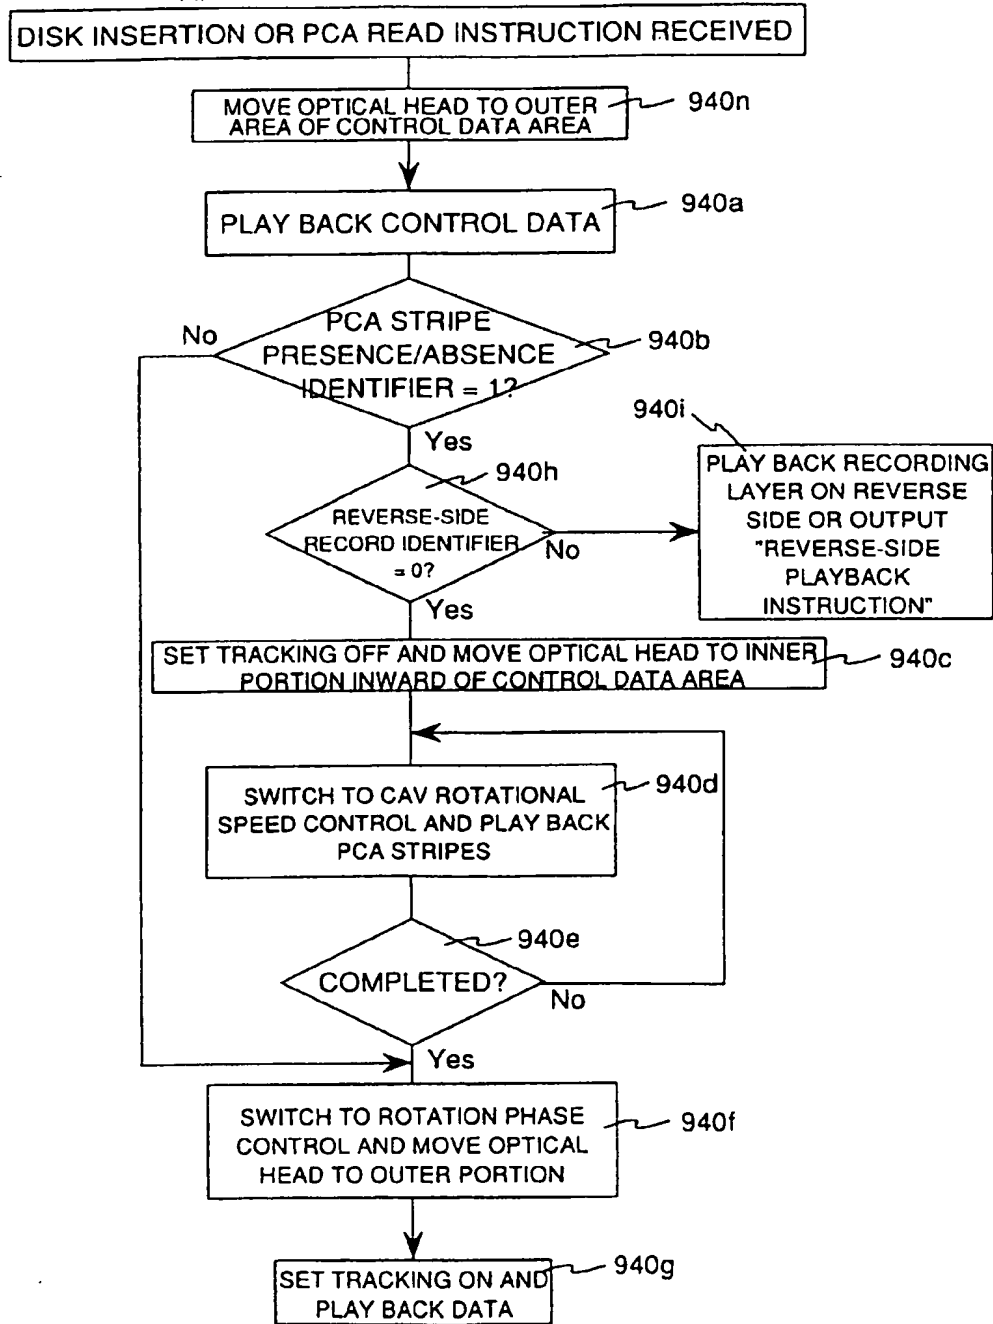 DISK INSERTION OR PCA READ INSTRUCTION RECEIVED
MOVE OPTICAL HEAD TO OUTER
AREA OF CONTROL DATA AREA
940n
PLAY BACK CONTROL DATA
940a
PCA STRIPE
PRESENCE/ABSENCE
IDENTIFIER = 1?
940b
No
Yes
940h
REVERSE-SIDE
RECORD IDENTIFIER
= 0?
No
Yes
940i
PLAY BACK RECORDING
LAYER ON REVERSE
SIDE OR OUTPUT
"REVERSE-SIDE
PLAYBACK
INSTRUCTION"
SET TRACKING OFF AND MOVE OPTICAL HEAD TO INNER
PORTION INWARD OF CONTROL DATA AREA
940c
SWITCH TO CAV ROTATIONAL
SPEED CONTROL AND PLAY BACK
PCA STRIPES
940d
940e
COMPLETED?
No
Yes
SWITCH TO ROTATION PHASE
CONTROL AND MOVE OPTICAL
HEAD TO OUTER PORTION
940f
SET TRACKING ON AND
PLAY BACK DATA
940g